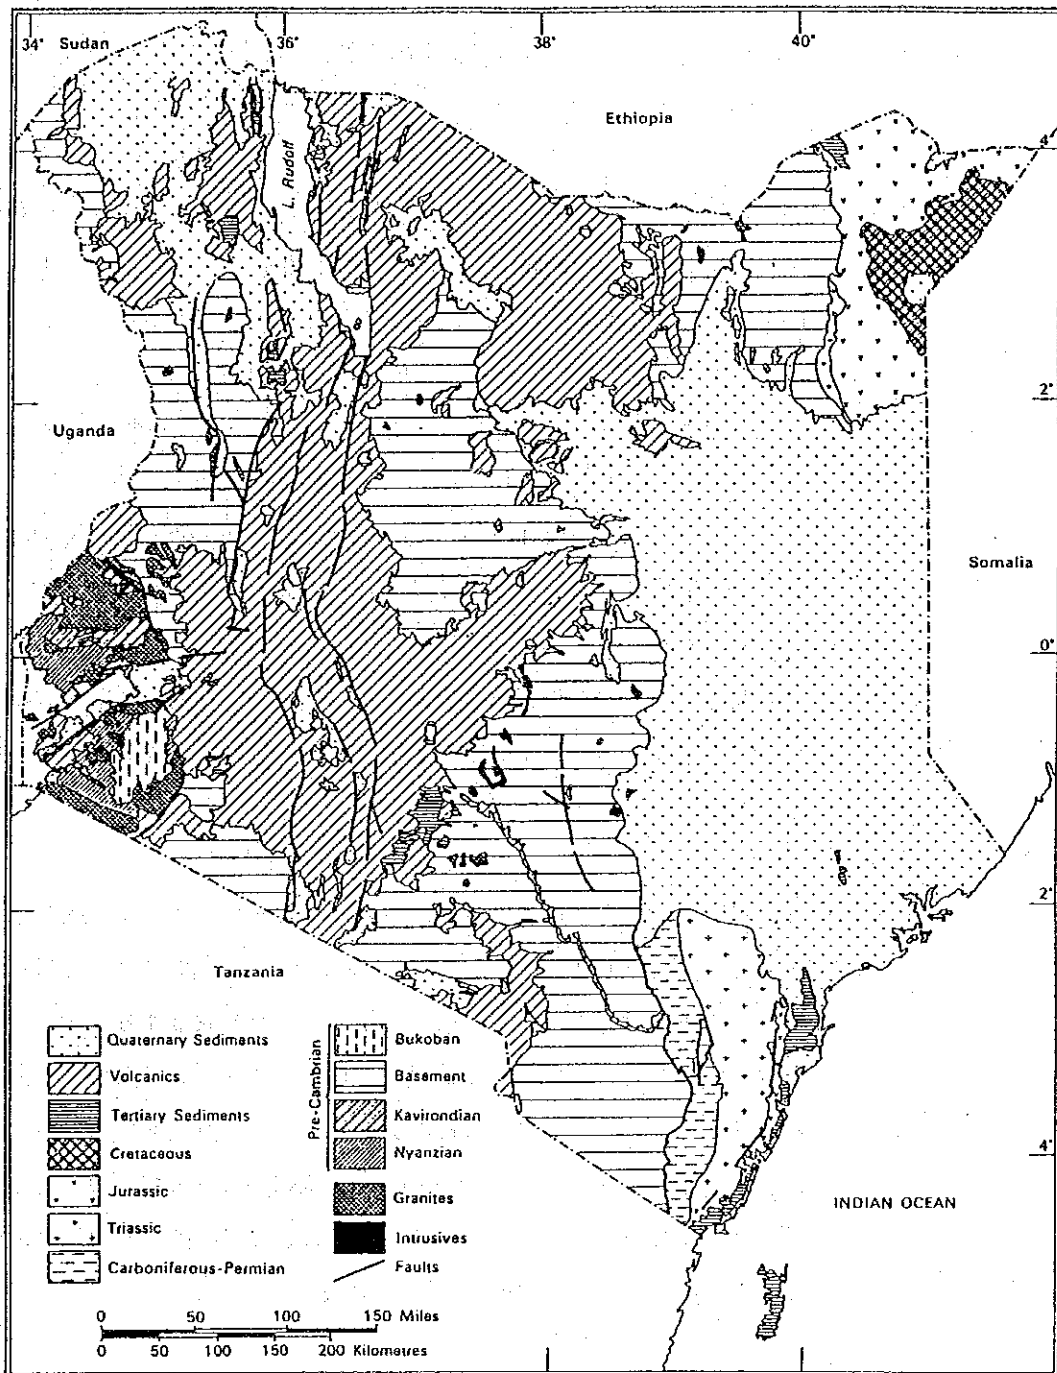 34° Sudan 36° 38° 40°
Ethiopia
4°
L. Rudolf
2°
Uganda
Somalia
0°
2°
Tanzania
Quaternary Sediments
Volcanics
Tertiary Sediments
Cretaceous
Jurassic
Triassic
Carboniferous-Permian
Pre-Cambrian
Bukoban
Basement
Kavirondian
Nyanzian
Granites
Intrusives
Faults
4°
INDIAN OCEAN
0 50 100 150 Miles
0 50 100 150 200 Kilometres